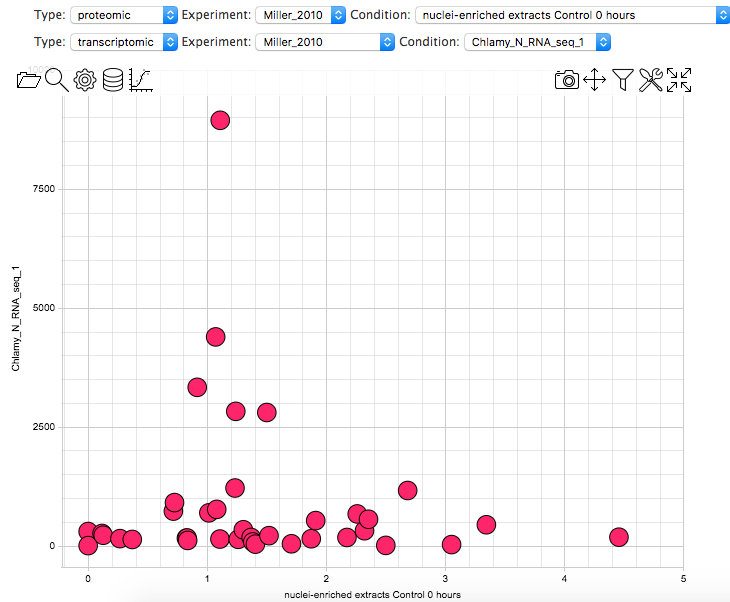 Type: proteomic Experiment: Miller_2010 Condition: nuclei-enriched extracts Control 0 hours
Type: transcriptomic Experiment: Miller_2010 Condition: Chlamy_N_RNA_seq_1
10000
7500
5000
Chlamy_N_RNA_seq_1
2500
0
0 1 2 3 4 5
nuclei-enriched extracts Control 0 hours